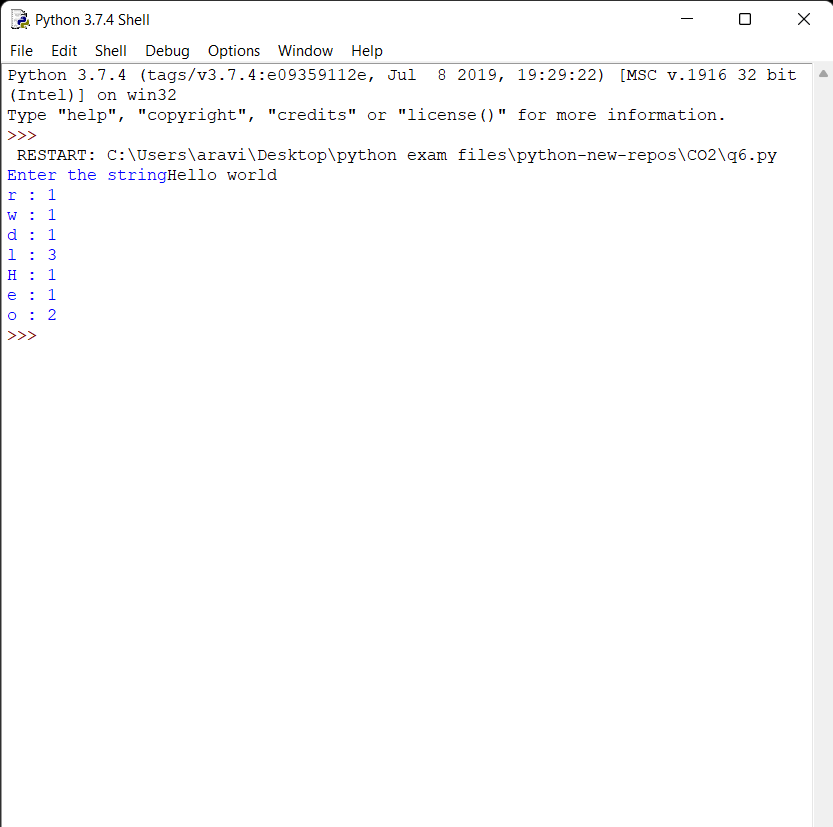 Python 3.7.4 Shell
File Edit Shell Debug Options Window Help
Python 3.7.4 (tags/v3.7.4:e09359112e, Jul  8 2019, 19:29:22) [MSC v.1916 32 bit
(Intel)] on win32
Type "help", "copyright", "credits" or "license()" for more information.
>>>
 RESTART: C:\Users\aravi\Desktop\python exam files\python-new-repos\CO2\q6.py
Enter the stringHello world
r : 1
w : 1
d : 1
l : 3
H : 1
e : 1
o : 2
>>>